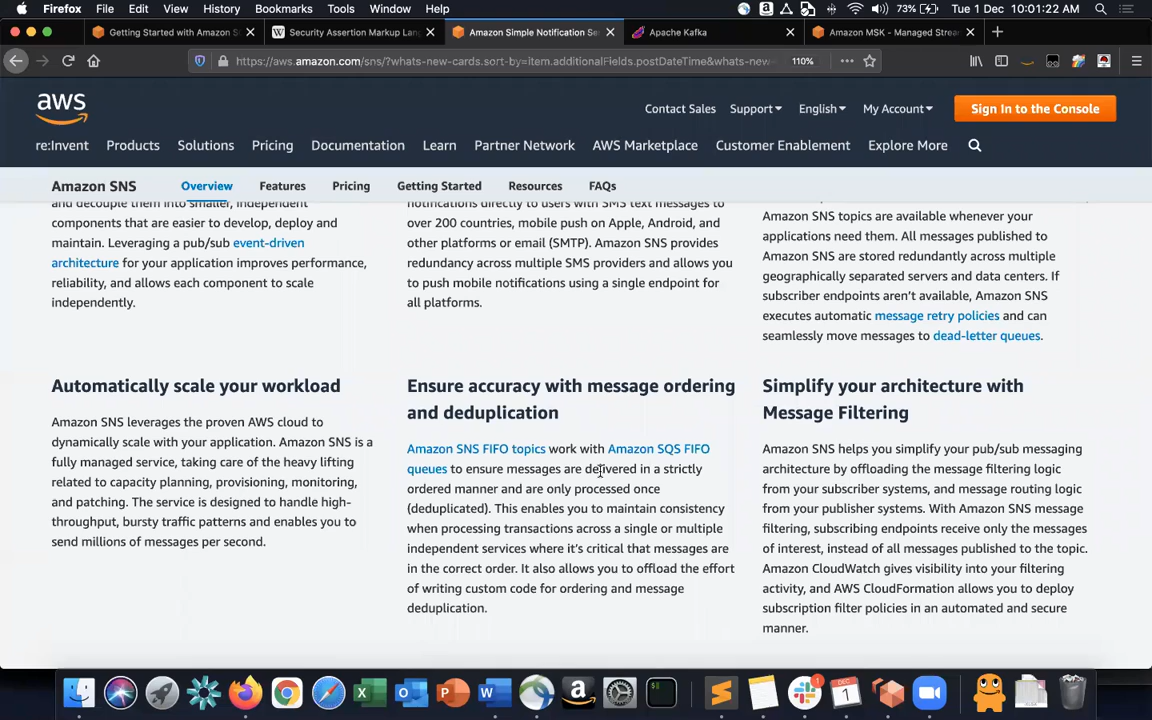 Firefox File Edit View History Bookmarks Tools Window Help 73% Tue 1 Dec 10:01:22 AM
Getting Started with Amazon S
Security Assertion Markup Lang
Amazon Simple Notification Se
Apache Kafka
Amazon MSK - Managed Stream
https://aws.amazon.com/sns/?whats-new-cards.sort-by=item.additionalFields.postDateTime&whats-new- 110%
aws
Contact Sales Support English My Account Sign In to the Console
re:Invent Products Solutions Pricing Documentation Learn Partner Network AWS Marketplace Customer Enablement Explore More
Amazon SNS Overview Features Pricing Getting Started Resources FAQs
and decouple them into smaller, independent
components that are easier to develop, deploy and
maintain. Leveraging a pub/sub event-driven
architecture for your application improves performance,
reliability, and allows each component to scale
independently.
notifications directly to users with SMS text messages to
over 200 countries, mobile push on Apple, Android, and
other platforms or email (SMTP). Amazon SNS provides
redundancy across multiple SMS providers and allows you
to push mobile notifications using a single endpoint for
all platforms.
Amazon SNS topics are available whenever your
applications need them. All messages published to
Amazon SNS are stored redundantly across multiple
geographically separated servers and data centers. If
subscriber endpoints aren't available, Amazon SNS
executes automatic message retry policies and can
seamlessly move messages to dead-letter queues.
Automatically scale your workload
Amazon SNS leverages the proven AWS cloud to
dynamically scale with your application. Amazon SNS is a
fully managed service, taking care of the heavy lifting
related to capacity planning, provisioning, monitoring,
and patching. The service is designed to handle high-
throughput, bursty traffic patterns and enables you to
send millions of messages per second.
Ensure accuracy with message ordering
and deduplication
Amazon SNS FIFO topics work with Amazon SQS FIFO
queues to ensure messages are delivered in a strictly
ordered manner and are only processed once
(deduplicated). This enables you to maintain consistency
when processing transactions across a single or multiple
independent services where it's critical that messages are
in the correct order. It also allows you to offload the effort
of writing custom code for ordering and message
deduplication.
Simplify your architecture with
Message Filtering
Amazon SNS helps you simplify your pub/sub messaging
architecture by offloading the message filtering logic
from your subscriber systems, and message routing logic
from your publisher systems. With Amazon SNS message
filtering, subscribing endpoints receive only the messages
of interest, instead of all messages published to the topic.
Amazon CloudWatch gives visibility into your filtering
activity, and AWS CloudFormation allows you to deploy
subscription filter policies in an automated and secure
manner.